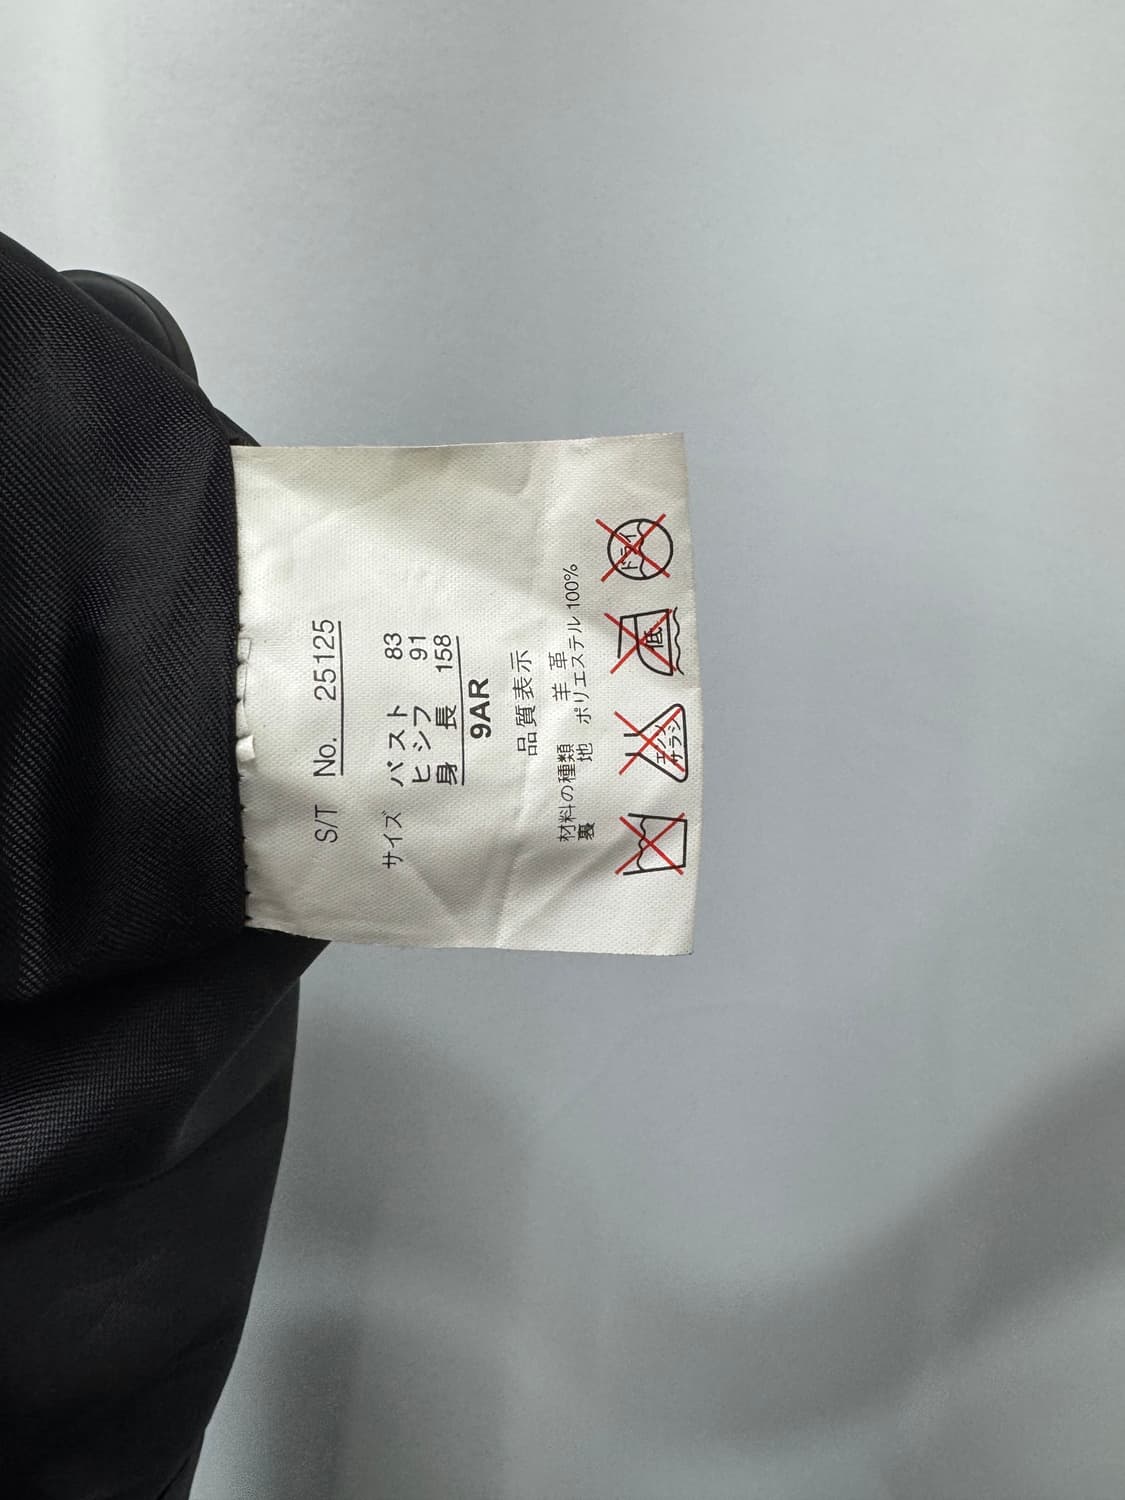 S/T No. 25125
サイズ バスト 83
ヒップ 91
身長 158
9AR
品質表示
材料の種類 羊革
裏地 ポリエステル 100%
エンソサラシ
低
ドライ